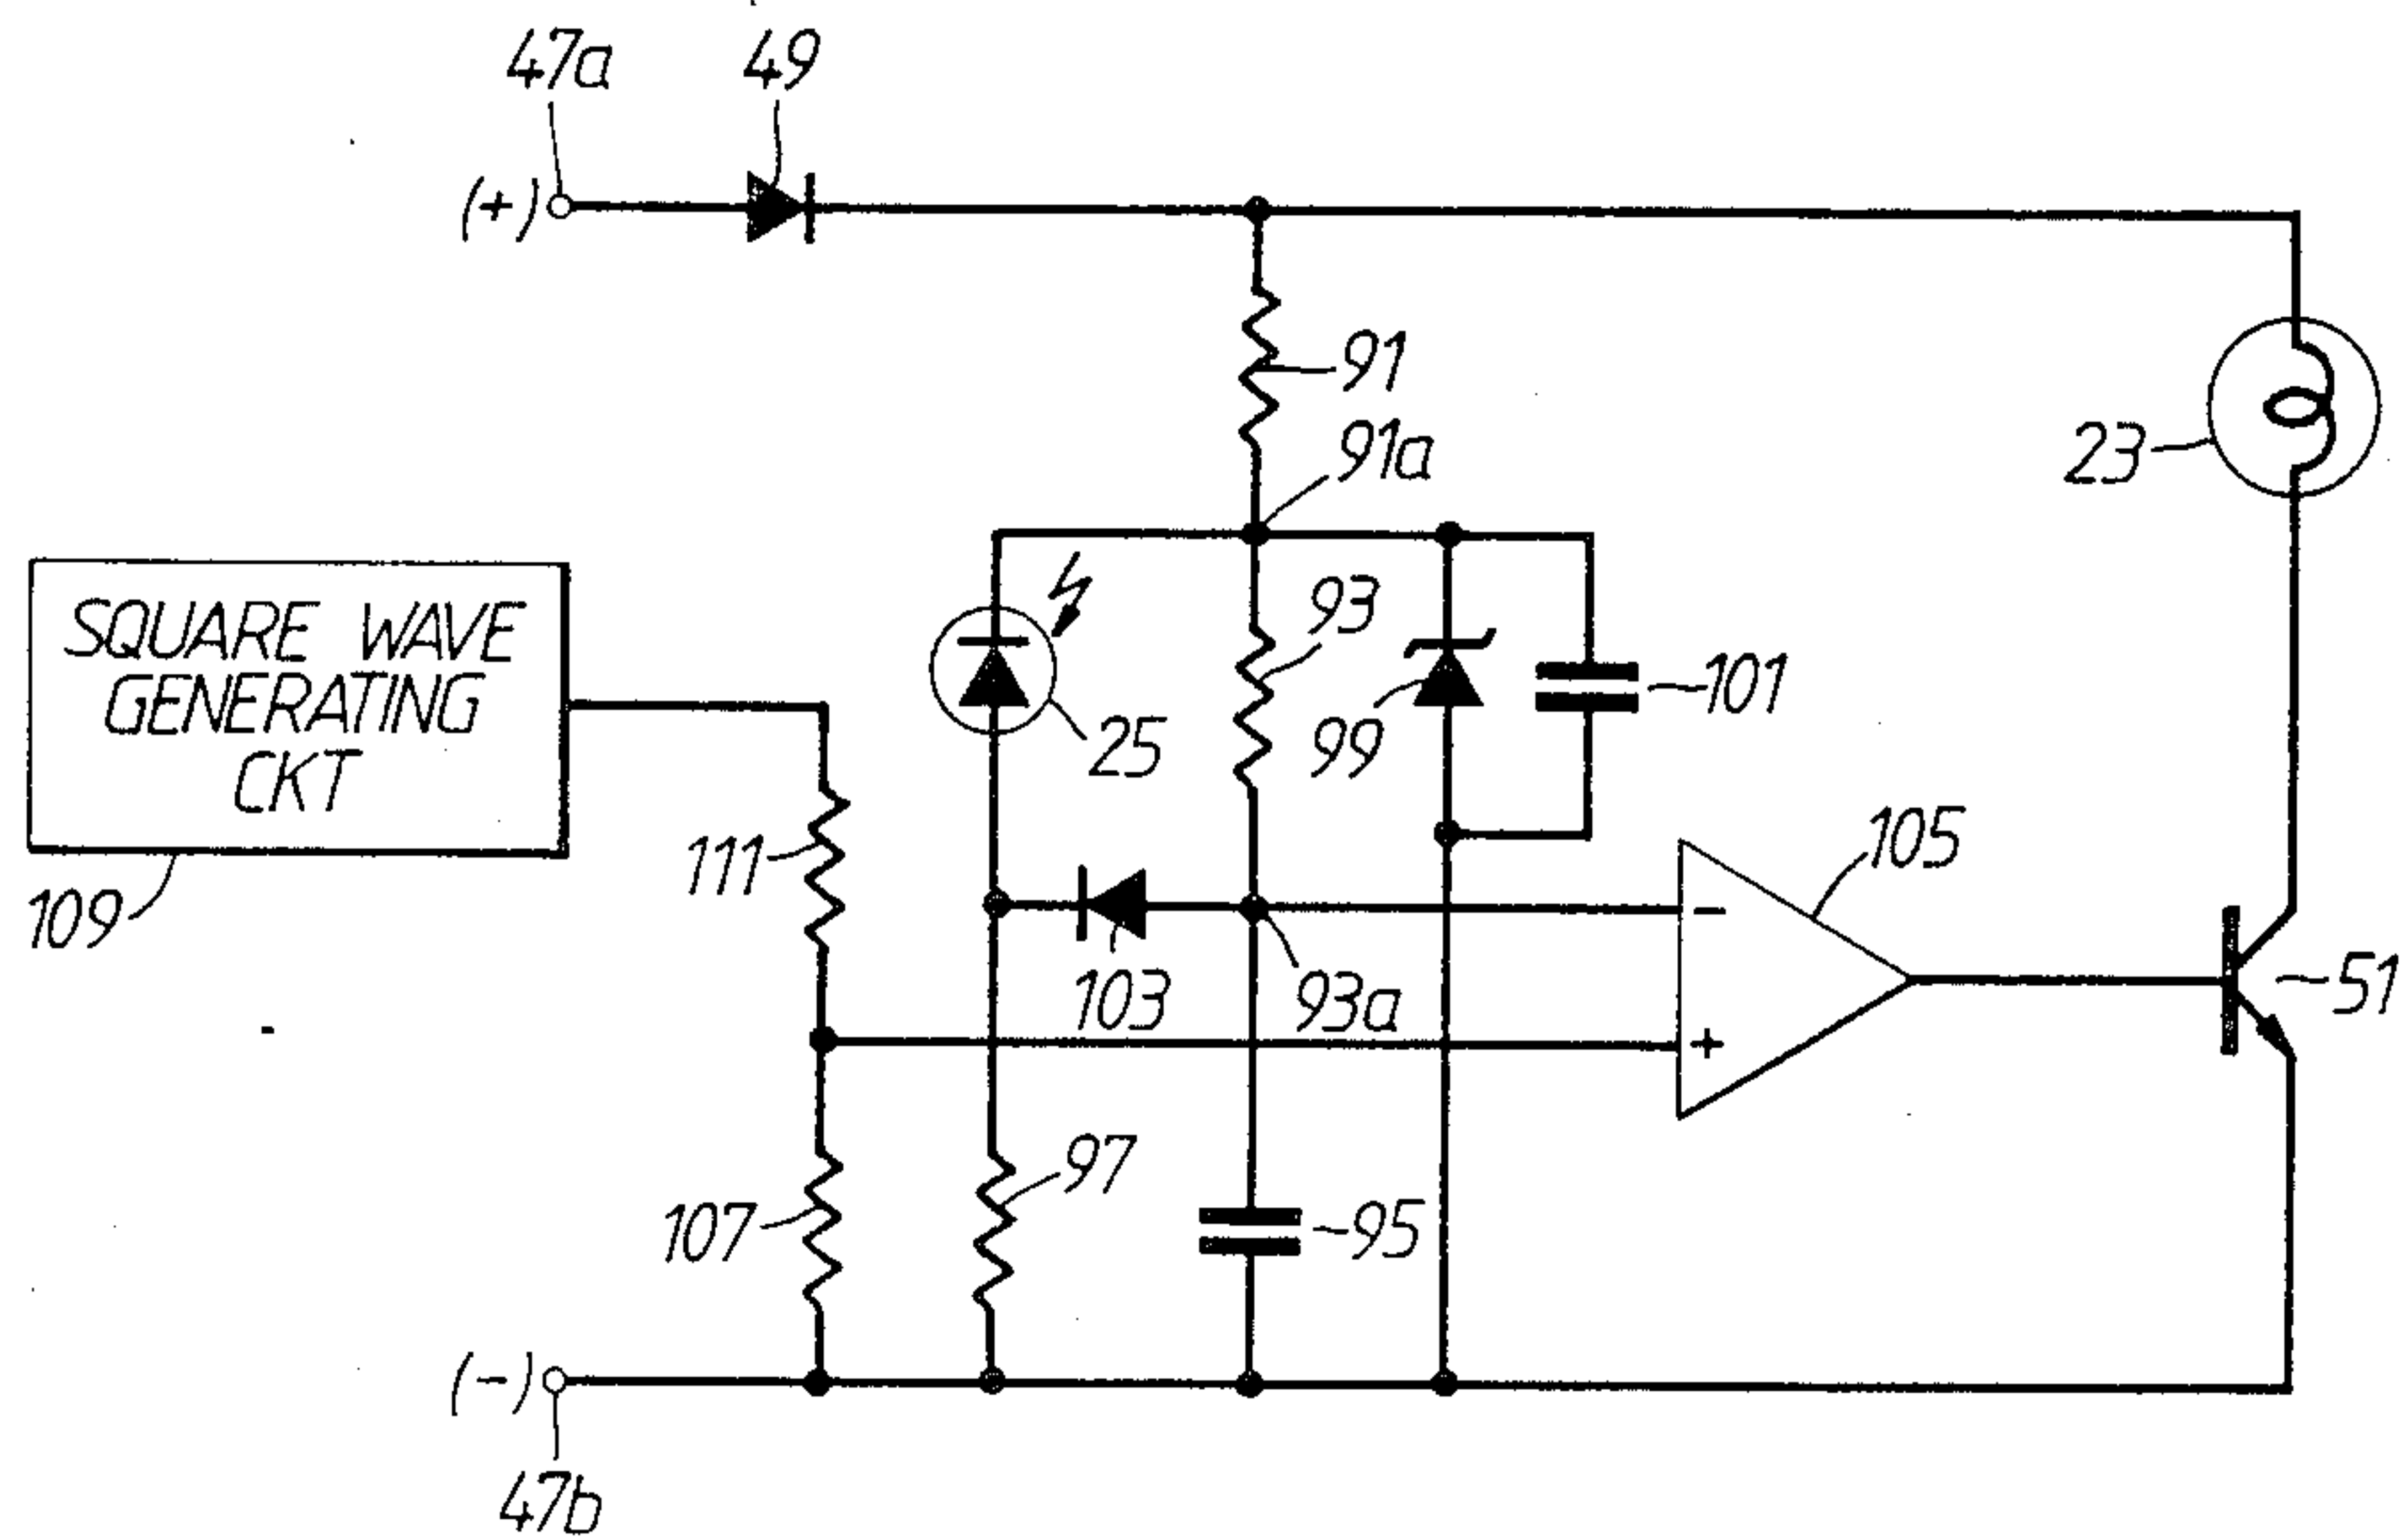 47a
49
(+)
91
91a
23
SQUARE WAVE
GENERATING
CKT
93
101
99
25
111
105
109
103
93a
51
97
107
95
-
+
(-)
47b